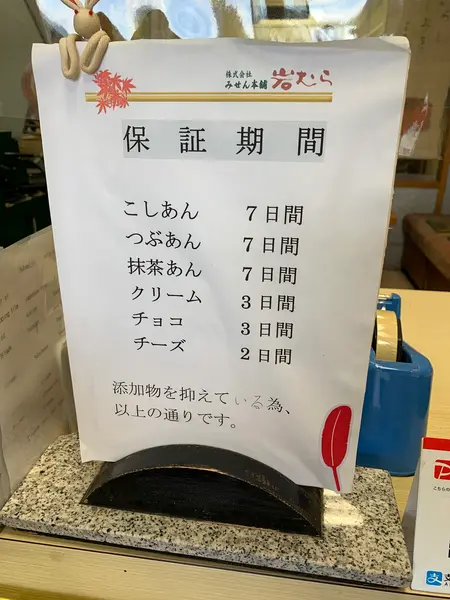 株式会社
みせん本舗 岩むら
保証期間
こしあん 7日間
つぶあん 7日間
抹茶あん 7日間
クリーム 3日間
チョコ 3日間
チーズ 2日間
添加物を抑えている為、
以上の通りです。